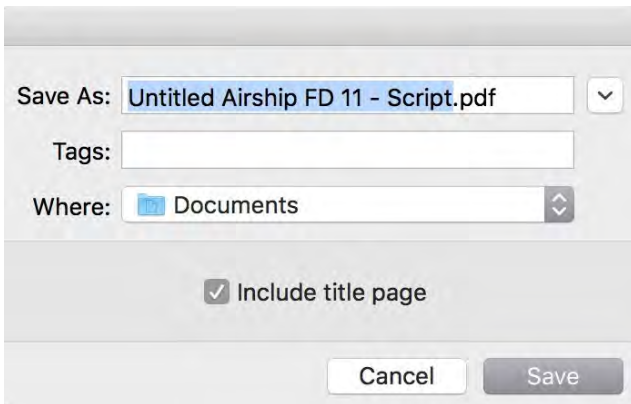 Save As: Untitled Airship FD 11 - Script.pdf
Tags:
Where: Documents
Include title page
Cancel Save